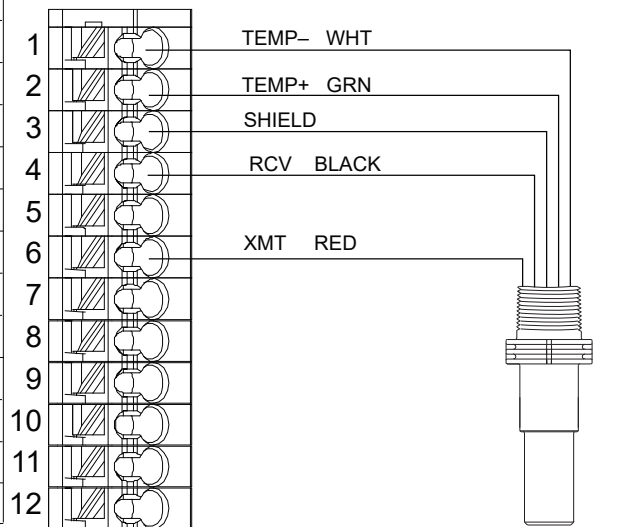 1 TEMP– WHT
2 TEMP+ GRN
3 SHIELD
4 RCV BLACK
5
6 XMT RED
7
8
9
10
11
12